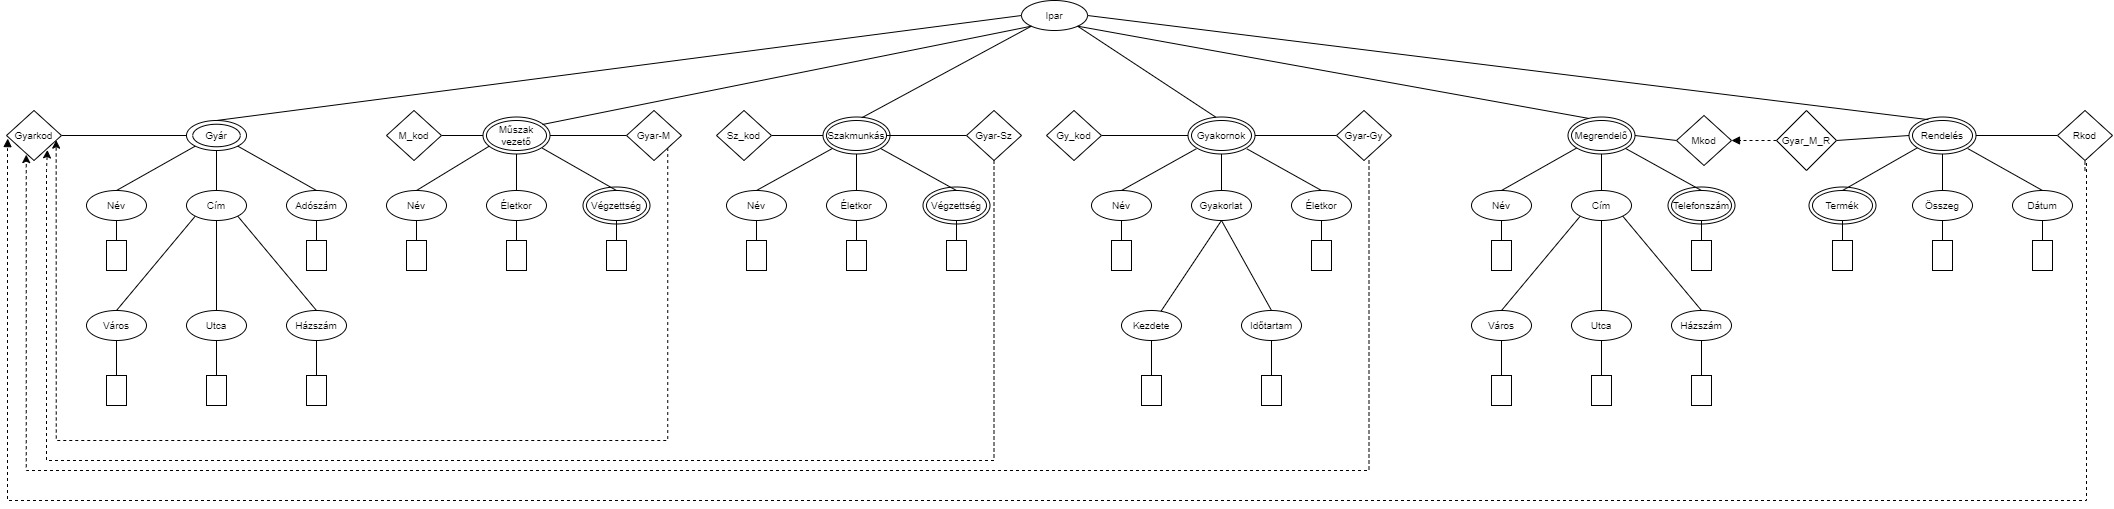 Ipar
Gyarkod
Gyár
M_kod
Műszak
vezető
Gyar-M
Sz_kod
Szakmunkás
Gyar-Sz
Gy_kod
Gyakornok
Gyar-Gy
Megrendelő
Mkod
Gyar_M_R
Rendelés
Rkod
Név
Cím
Adószám
Név
Életkor
Végzettség
Név
Életkor
Végzettség
Név
Gyakorlat
Életkor
Név
Cím
Telefonszám
Termék
Összeg
Dátum
Város
Utca
Házszám
Kezdete
Időtartam
Város
Utca
Házszám